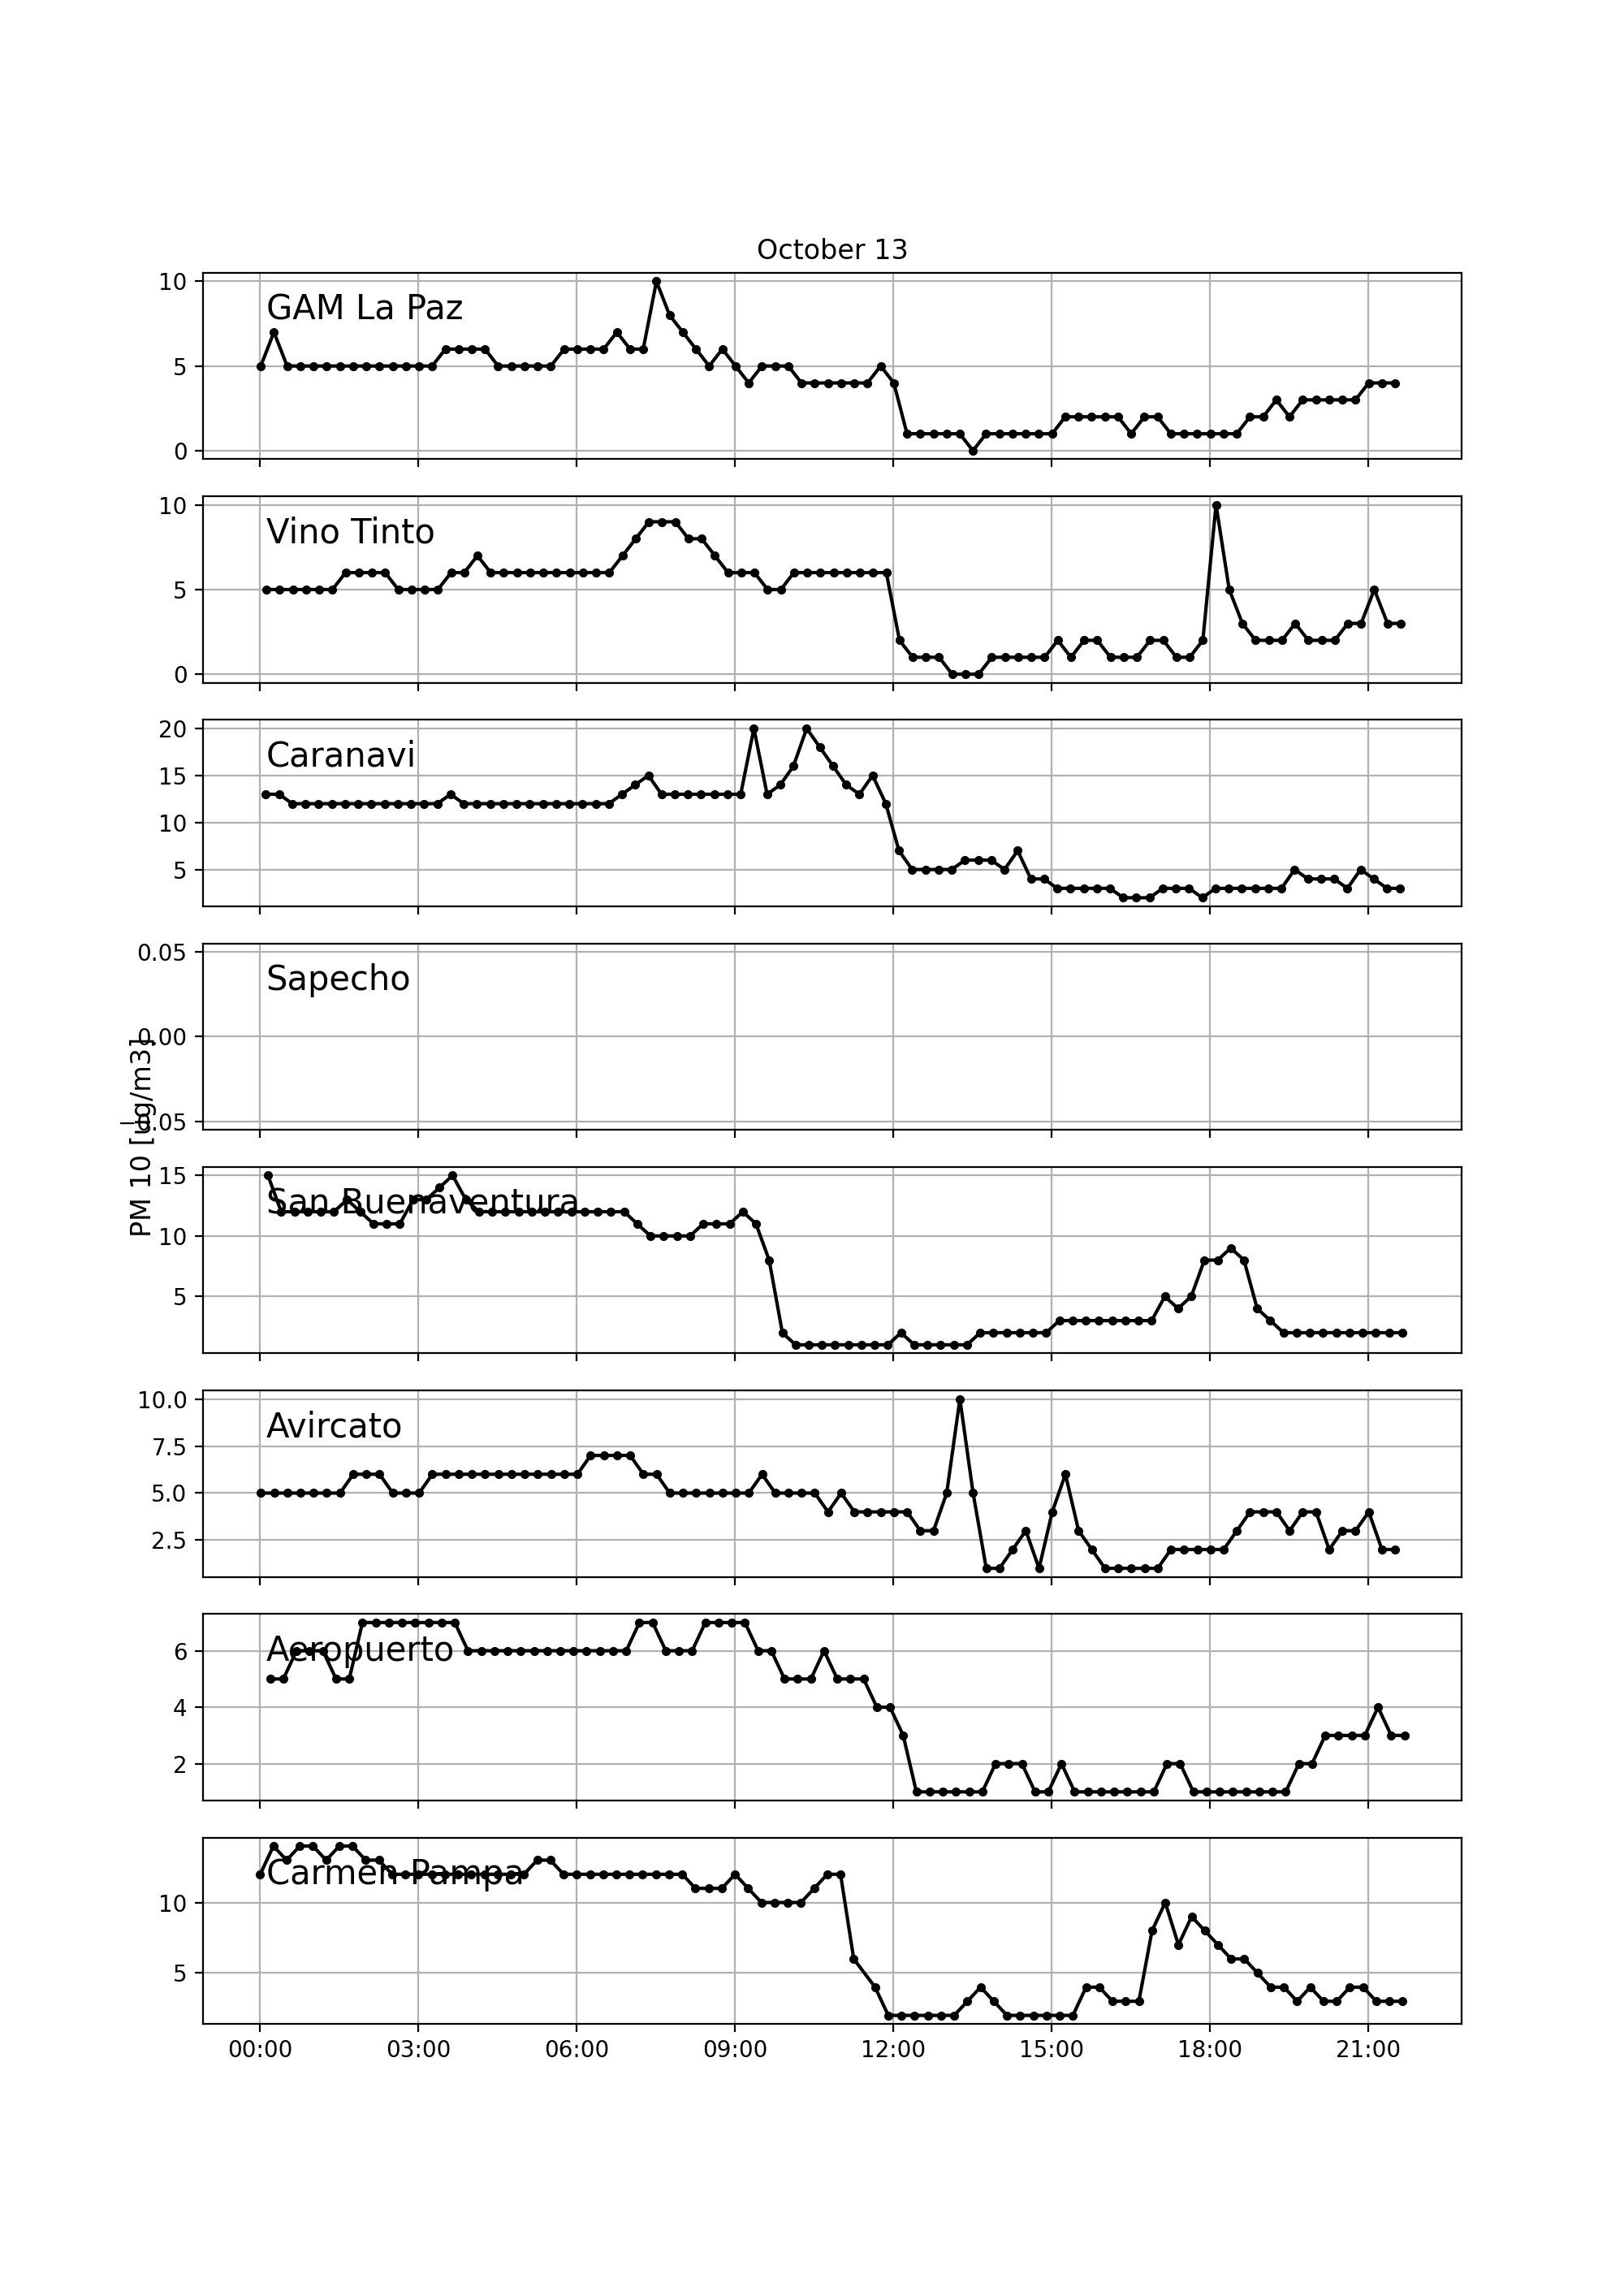 October 13
10
GAM La Paz
5
0
10
Vino Tinto
5
0
20
Caranavi
15
10
5
0.05
Sapecho
0.00
−0.05
PM 10 [ug/m3]
15
San Buenaventura
10
5
10.0
Avircato
7.5
5.0
2.5
Aeropuerto
6
4
2
Carmen Pampa
10
5
00:00 03:00 06:00 09:00 12:00 15:00 18:00 21:00